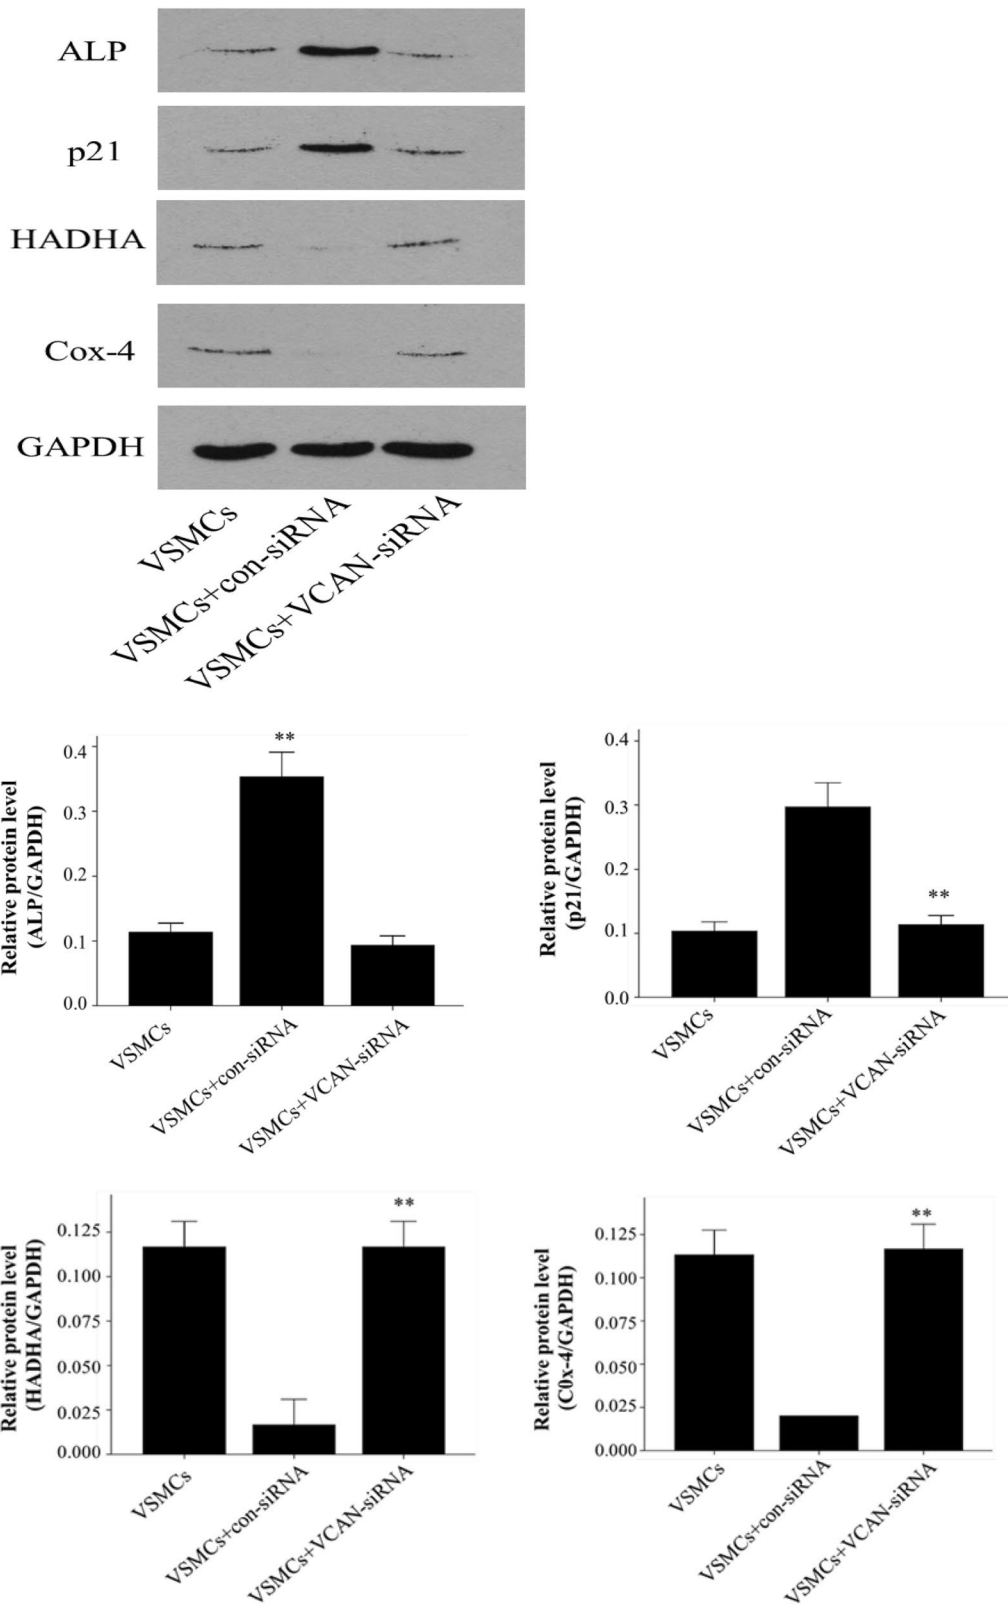 ALP
p21
HADHA
Cox-4
GAPDH
VSMCs
VSMCs+con-siRNA
VSMCs+VCAN-siRNA
Relative protein level
(ALP/GAPDH)
0.4
0.3
0.2
0.1
0.0
**
VSMCs
VSMCs+con-siRNA
VSMCs+VCAN-siRNA
Relative protein level
(p21/GAPDH)
0.4
0.3
0.2
0.1
0.0
**
VSMCs
VSMCs+con-siRNA
VSMCs+VCAN-siRNA
Relative protein level
(HADHA/GAPDH)
0.125
0.100
0.075
0.050
0.025
0.000
**
VSMCs
VSMCs+con-siRNA
VSMCs+VCAN-siRNA
Relative protein level
(C0x-4/GAPDH)
0.125
0.100
0.075
0.050
0.025
0.000
**
VSMCs
VSMCs+con-siRNA
VSMCs+VCAN-siRNA